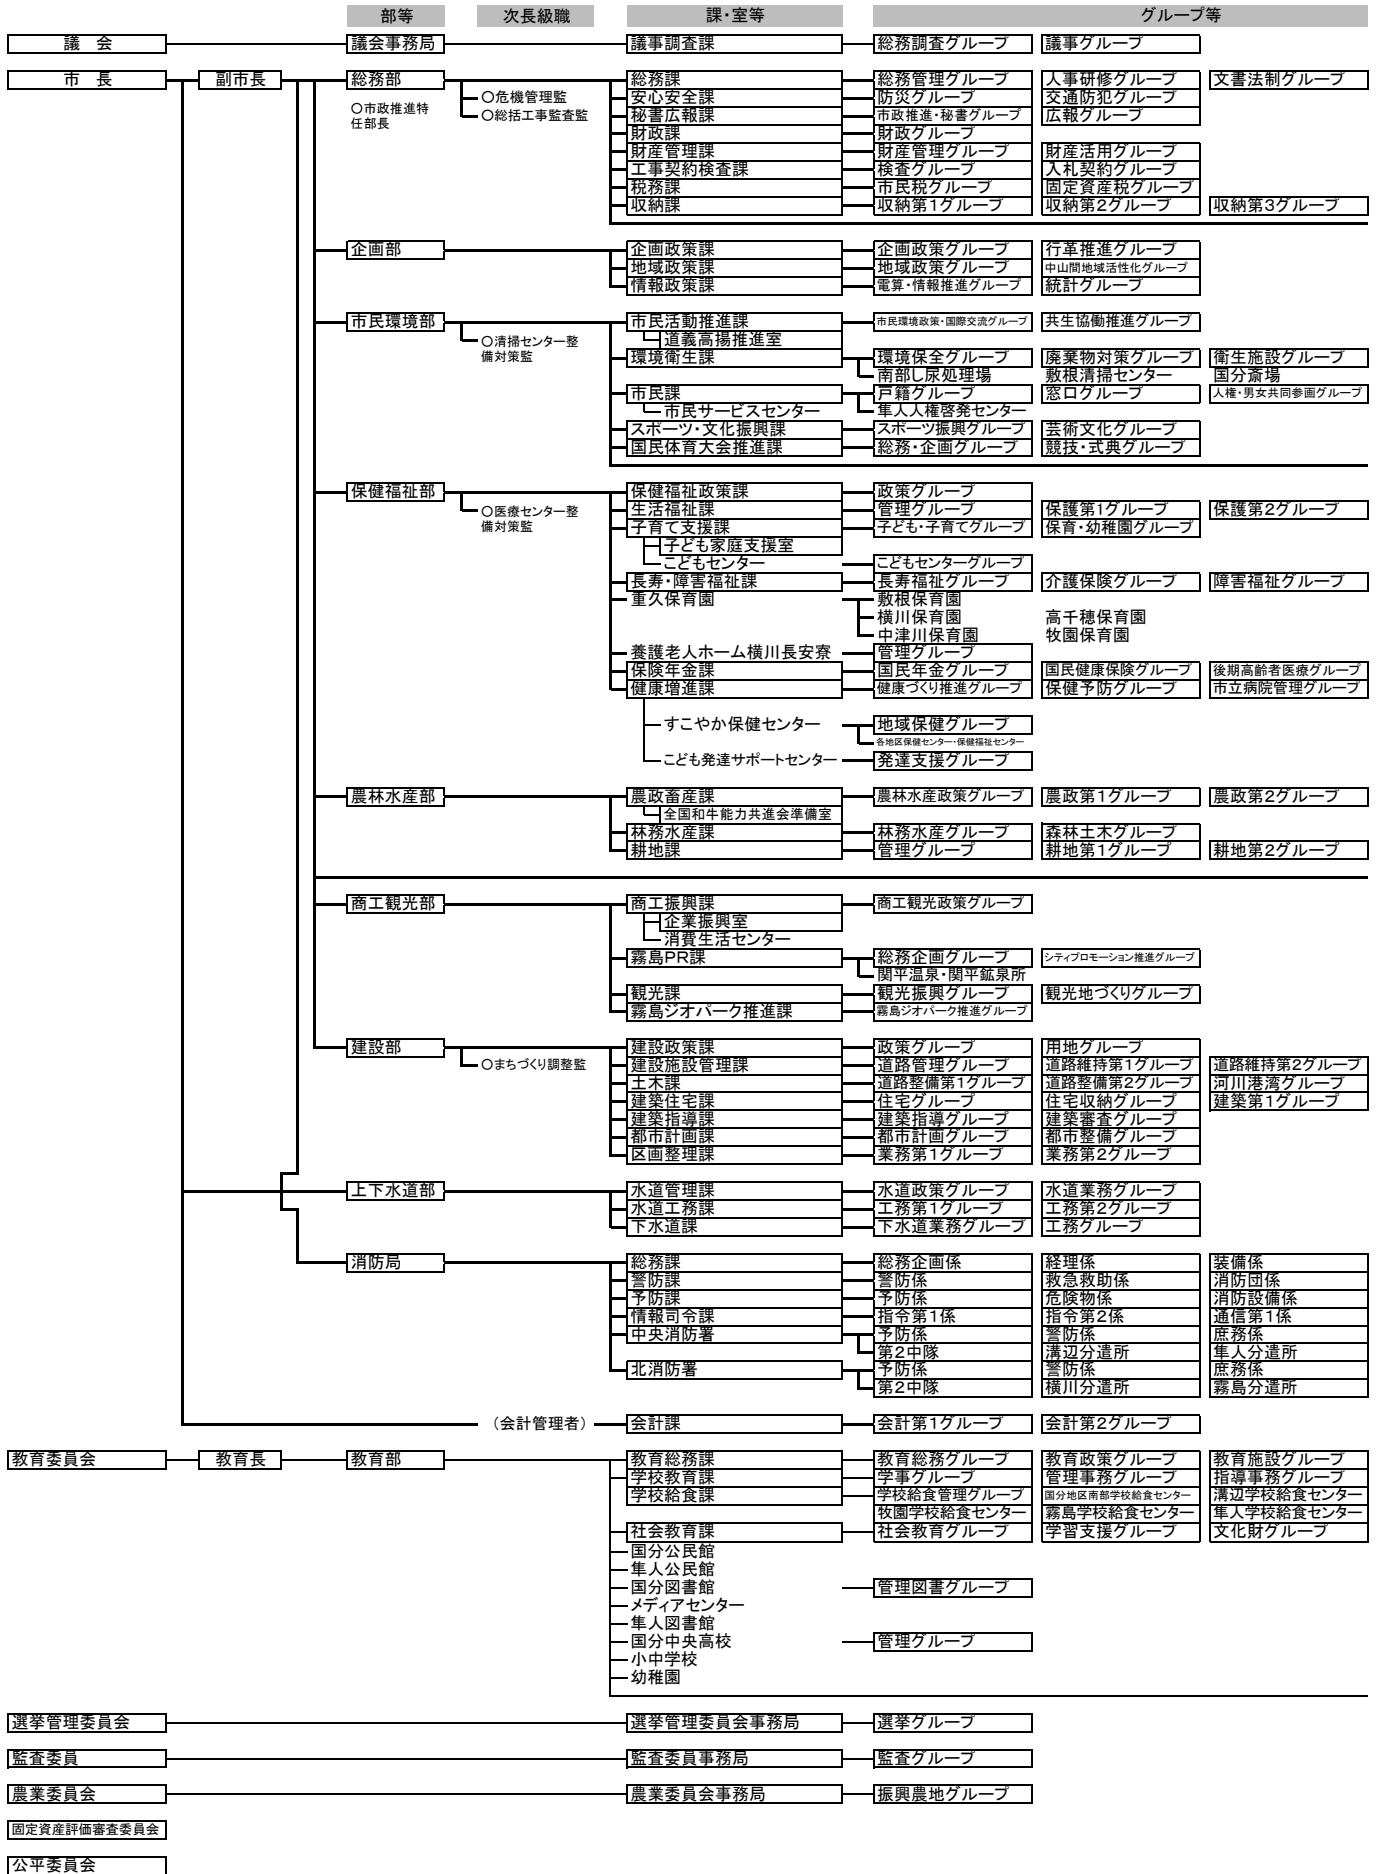 部等 次長級職 課・室等 グループ等
議 会 議会事務局 議事調査課 総務調査グループ 議事グループ
市 長 副市長 総務部 総務課 総務管理グループ 人事研修グループ 文書法制グループ
○危機管理監 安心安全課 防災グループ 交通防犯グループ
○市政推進特
任部長
○総括工事監査監 秘書広報課 市政推進・秘書グループ 広報グループ
財政課 財政グループ
財産管理課 財産管理グループ 財産活用グループ
工事契約検査課 検査グループ 入札契約グループ
税務課 市民税グループ 固定資産税グループ
収納課 収納第1グループ 収納第2グループ 収納第3グループ
企画部 企画政策課 企画政策グループ 行革推進グループ
地域政策課 地域政策グループ 中山間地域活性化グループ
情報政策課 電算・情報推進グループ 統計グループ
市民環境部 市民活動推進課 市民環境政策・国際交流グループ 共生協働推進グループ
○清掃センター整
備対策監
道義高揚推進室
環境衛生課 環境保全グループ 廃棄物対策グループ 衛生施設グループ
南部し尿処理場 敷根清掃センター 国分斎場
市民課 戸籍グループ 窓口グループ 人権・男女共同参画グループ
市民サービスセンター 隼人人権啓発センター
スポーツ・文化振興課 スポーツ振興グループ 芸術文化グループ
国民体育大会推進課 総務・企画グループ 競技・式典グループ
保健福祉部 保健福祉政策課 政策グループ
○医療センター整
備対策監
生活福祉課 管理グループ 保護第1グループ 保護第2グループ
子育て支援課 子ども・子育てグループ 保育・幼稚園グループ
子ども家庭支援室
こどもセンター こどもセンターグループ
長寿・障害福祉課 長寿福祉グループ 介護保険グループ 障害福祉グループ
重久保育園 敷根保育園
横川保育園 高千穂保育園
中津川保育園 牧園保育園
養護老人ホーム横川長安寮 管理グループ
保険年金課 国民年金グループ 国民健康保険グループ 後期高齢者医療グループ
健康増進課 健康づくり推進グループ 保健予防グループ 市立病院管理グループ
すこやか保健センター 地域保健グループ
各地区保健センター・保健福祉センター
こども発達サポートセンター 発達支援グループ
農林水産部 農政畜産課 農林水産政策グループ 農政第1グループ 農政第2グループ
全国和牛能力共進会準備室
林務水産課 林務水産グループ 森林土木グループ
耕地課 管理グループ 耕地第1グループ 耕地第2グループ
商工観光部 商工振興課 商工観光政策グループ
企業振興室
消費生活センター
霧島PR課 総務企画グループ シティプロモーション推進グループ
関平温泉・関平鉱泉所
観光課 観光振興グループ 観光地づくりグループ
霧島ジオパーク推進課 霧島ジオパーク推進グループ
建設部 建設政策課 政策グループ 用地グループ
○まちづくり調整監 建設施設管理課 道路管理グループ 道路維持第1グループ 道路維持第2グループ
土木課 道路整備第1グループ 道路整備第2グループ 河川港湾グループ
建築住宅課 住宅グループ 住宅収納グループ 建築第1グループ
建築指導課 建築指導グループ 建築審査グループ
都市計画課 都市計画グループ 都市整備グループ
区画整理課 業務第1グループ 業務第2グループ
上下水道部 水道管理課 水道政策グループ 水道業務グループ
水道工務課 工務第1グループ 工務第2グループ
下水道課 下水道業務グループ 工務グループ
消防局 総務課 総務企画係 経理係 装備係
警防課 警防係 救急救助係 消防団係
予防課 予防係 危険物係 消防設備係
情報司令課 指令第1係 指令第2係 通信第1係
中央消防署 予防係 警防係 庶務係
第2中隊 溝辺分遣所 隼人分遣所
北消防署 予防係 警防係 庶務係
第2中隊 横川分遣所 霧島分遣所
(会計管理者) 会計課 会計第1グループ 会計第2グループ
教育委員会 教育長 教育部 教育総務課 教育総務グループ 教育政策グループ 教育施設グループ
学校教育課 学事グループ 管理事務グループ 指導事務グループ
学校給食課 学校給食管理グループ 国分地区南部学校給食センター 溝辺学校給食センター
牧園学校給食センター 霧島学校給食センター 隼人学校給食センター
社会教育課 社会教育グループ 学習支援グループ 文化財グループ
国分公民館
隼人公民館
国分図書館 管理図書グループ
メディアセンター
隼人図書館
国分中央高校 管理グループ
小中学校
幼稚園
選挙管理委員会 選挙管理委員会事務局 選挙グループ
監査委員 監査委員事務局 監査グループ
農業委員会 農業委員会事務局 振興農地グループ
固定資産評価審査委員会
公平委員会